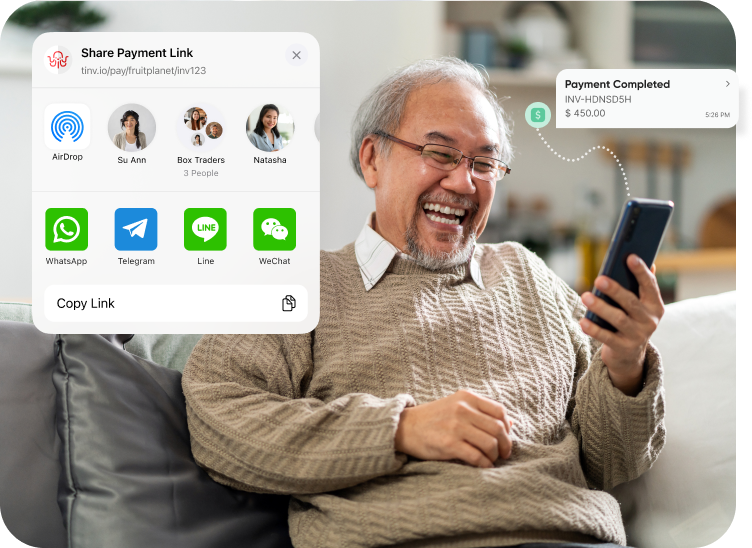 Share Payment Link
tinv.io/pay/fruitplanet/inv123
AirDrop
Su Ann
Box Traders
3 People
Natasha
LINE
WhatsApp
Telegram
Line
WeChat
Copy Link
Payment Completed
INV-HDNSD5H
$
$ 450.00
5:26 PM